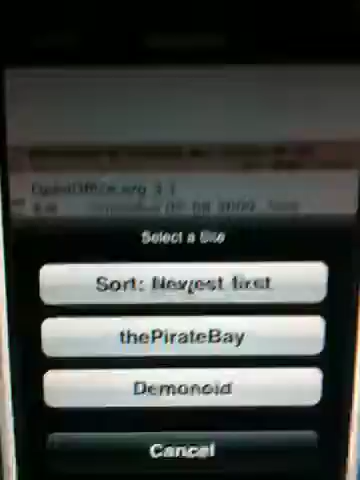 OpenOffice.org 3.1
Select a Site
Sort: Newest first
thePirateBay
Demonoid
Cancel